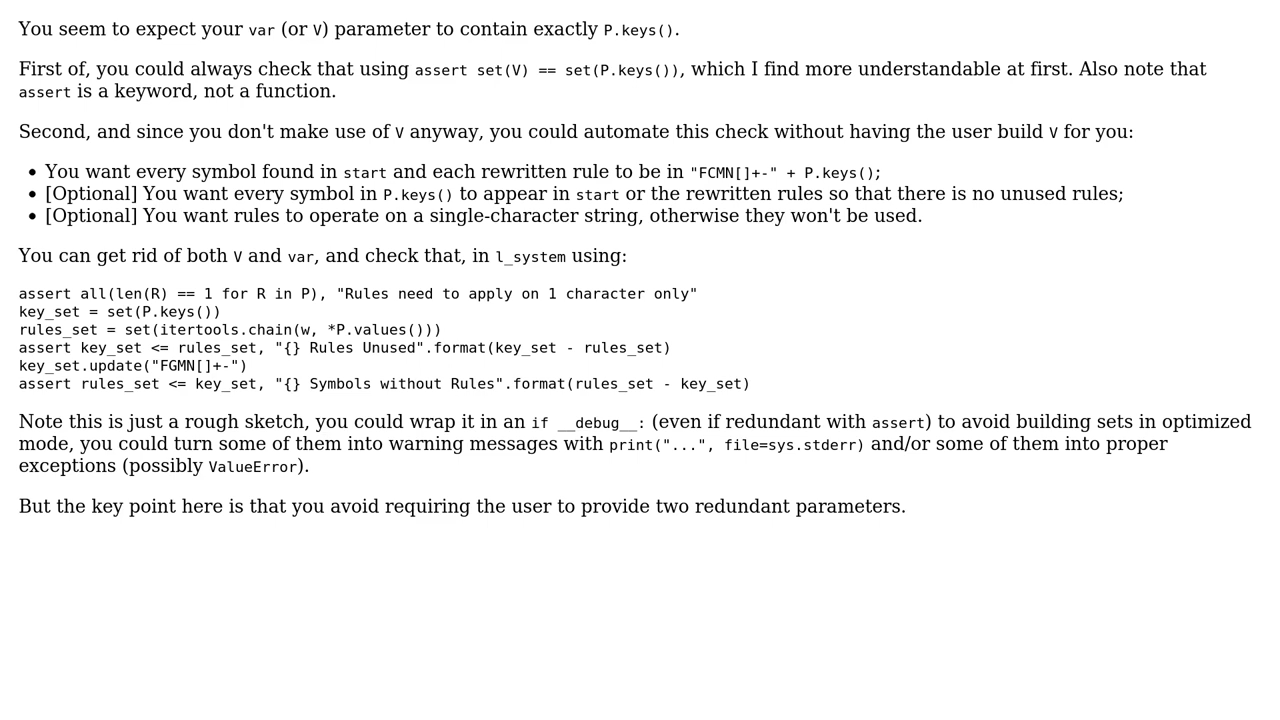 You seem to expect your var (or V) parameter to contain exactly P.keys().
First of, you could always check that using assert set(V) == set(P.keys()), which I find more understandable at first. Also note that
assert is a keyword, not a function.
Second, and since you don't make use of V anyway, you could automate this check without having the user build V for you:
• You want every symbol found in start and each rewritten rule to be in "FCMN[]+-" + P.keys();
• [Optional] You want every symbol in P.keys() to appear in start or the rewritten rules so that there is no unused rules;
• [Optional] You want rules to operate on a single-character string, otherwise they won't be used.
You can get rid of both V and var, and check that, in l_system using:
assert all(len(R) == 1 for R in P), "Rules need to apply on 1 character only"
key_set = set(P.keys())
rules_set = set(itertools.chain(w, *P.values()))
assert key_set <= rules_set, "{} Rules Unused".format(key_set - rules_set)
key_set.update("FGMN[]+-")
assert rules_set <= key_set, "{} Symbols without Rules".format(rules_set - key_set)
Note this is just a rough sketch, you could wrap it in an if __debug__: (even if redundant with assert) to avoid building sets in optimized
mode, you could turn some of them into warning messages with print("...", file=sys.stderr) and/or some of them into proper
exceptions (possibly ValueError).
But the key point here is that you avoid requiring the user to provide two redundant parameters.